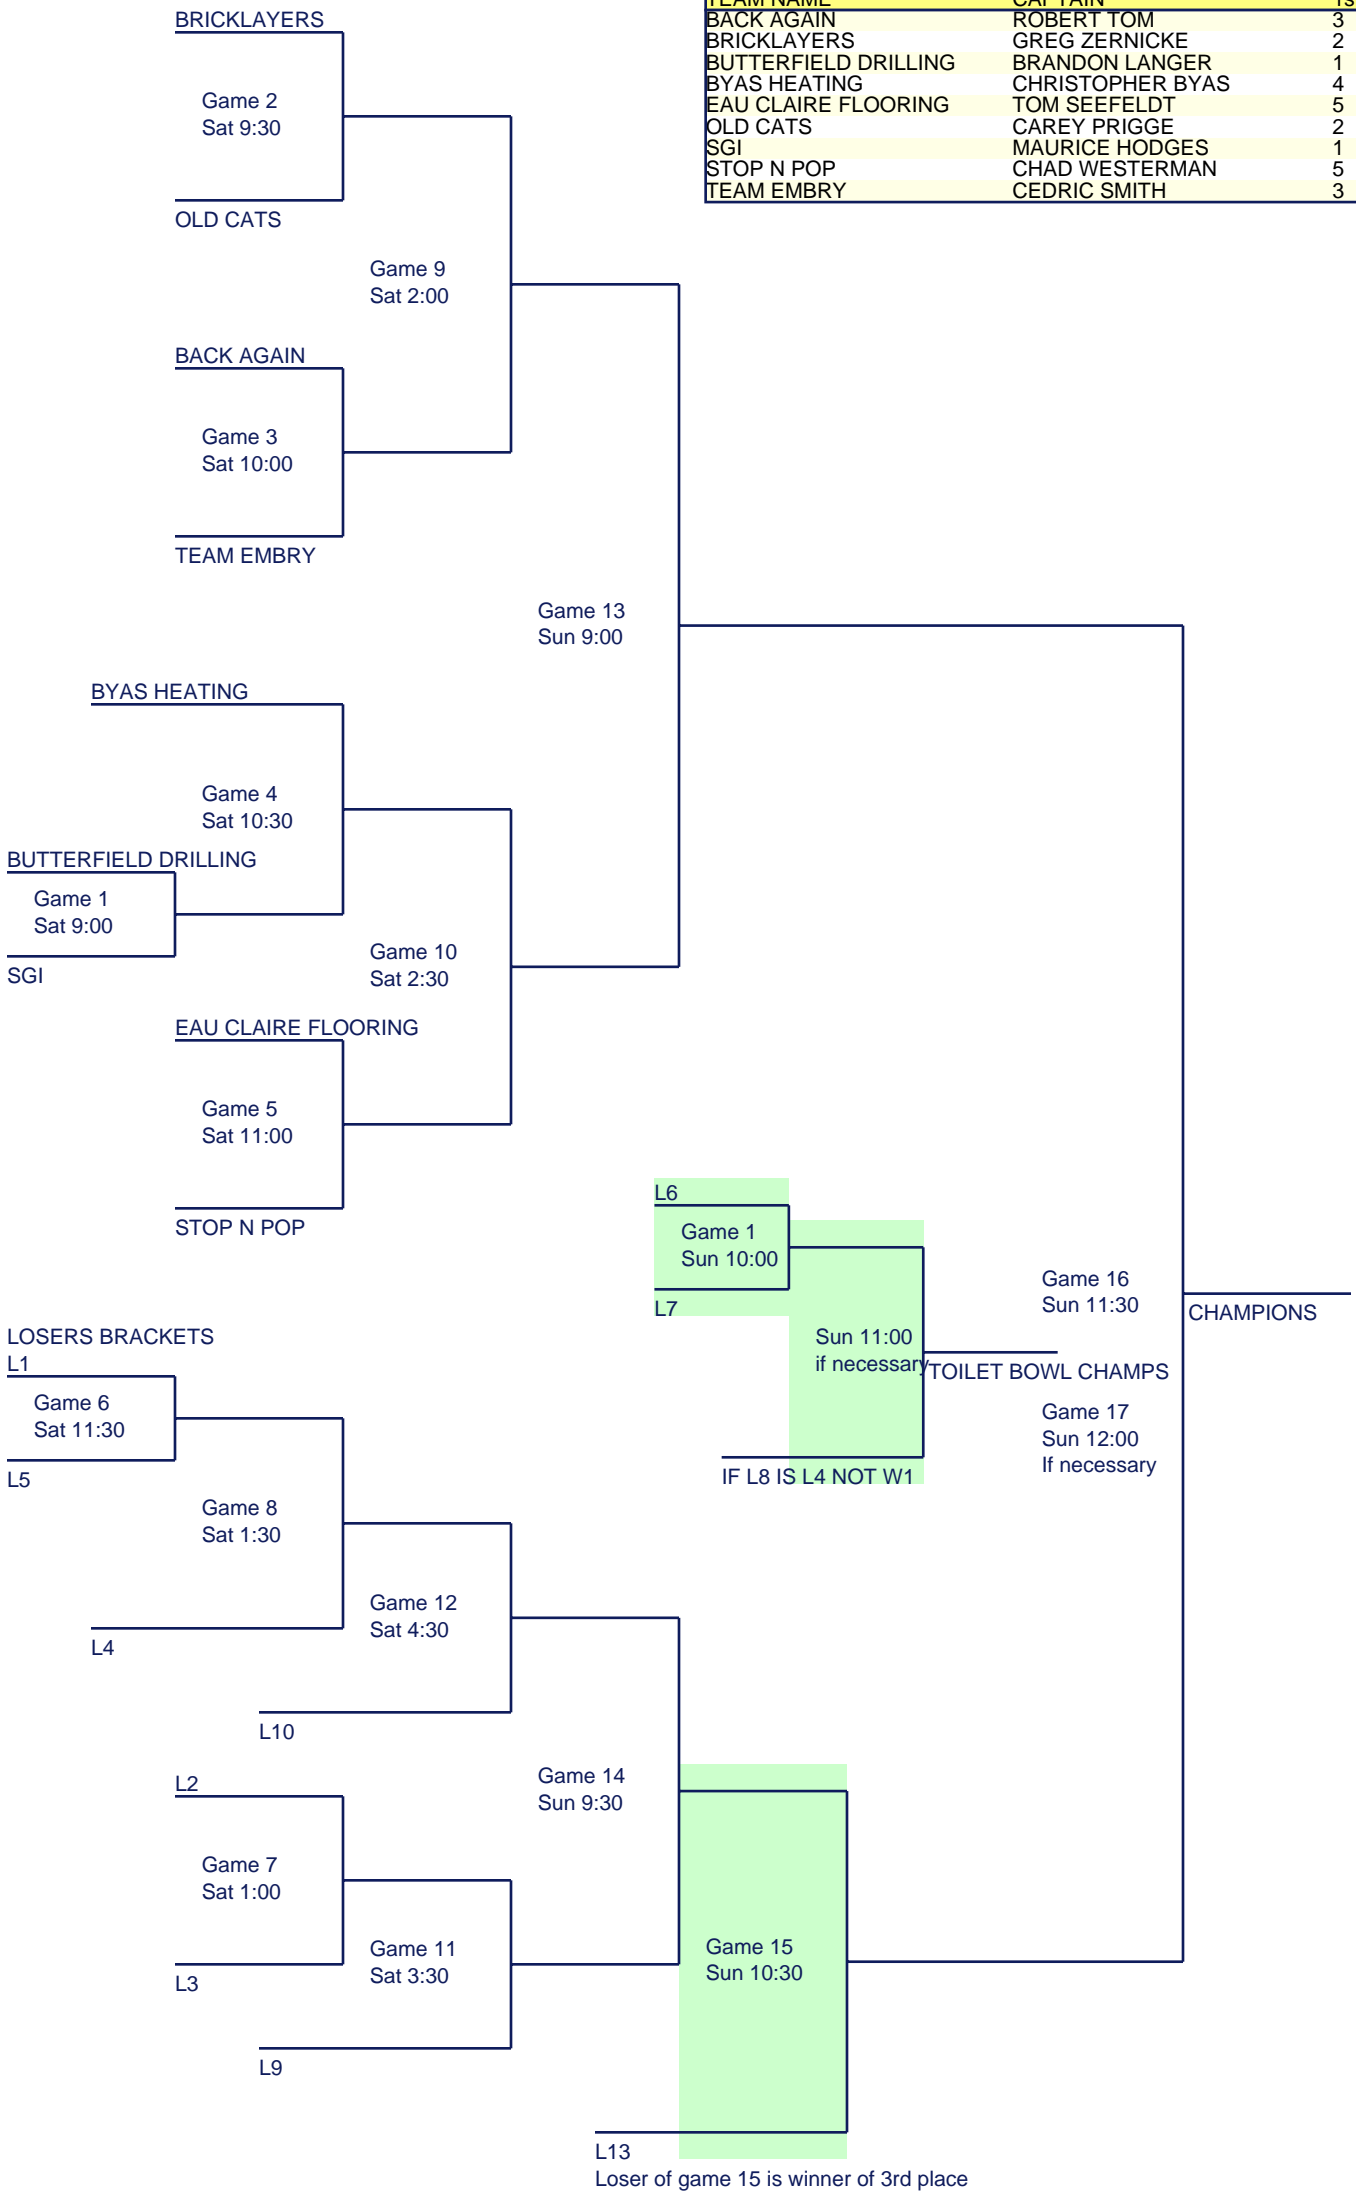 TEAM NAME CAPTAIN
BACK AGAIN ROBERT TOM 3
BRICKLAYERS GREG ZERNICKE 2
BUTTERFIELD DRILLING BRANDON LANGER 1
BYAS HEATING CHRISTOPHER BYAS 4
EAU CLAIRE FLOORING TOM SEEFELDT 5
OLD CATS CAREY PRIGGE 2
SGI MAURICE HODGES 1
STOP N POP CHAD WESTERMAN 5
TEAM EMBRY CEDRIC SMITH 3
BRICKLAYERS
Game 2
Sat 9:30
OLD CATS
Game 9
Sat 2:00
BACK AGAIN
Game 3
Sat 10:00
TEAM EMBRY
Game 13
Sun 9:00
BYAS HEATING
Game 4
Sat 10:30
BUTTERFIELD DRILLING
Game 1
Sat 9:00
SGI
Game 10
Sat 2:30
EAU CLAIRE FLOORING
Game 5
Sat 11:00
STOP N POP
L6
Game 1
Sun 10:00
L7
Sun 11:00
if necessary
TOILET BOWL CHAMPS
IF L8 IS L4 NOT W1
Game 16
Sun 11:30
CHAMPIONS
Game 17
Sun 12:00
If necessary
LOSERS BRACKETS
L1
Game 6
Sat 11:30
L5
Game 8
Sat 1:30
L4
Game 12
Sat 4:30
L10
L2
Game 7
Sat 1:00
L3
Game 11
Sat 3:30
L9
Game 14
Sun 9:30
Game 15
Sun 10:30
L13
Loser of game 15 is winner of 3rd place